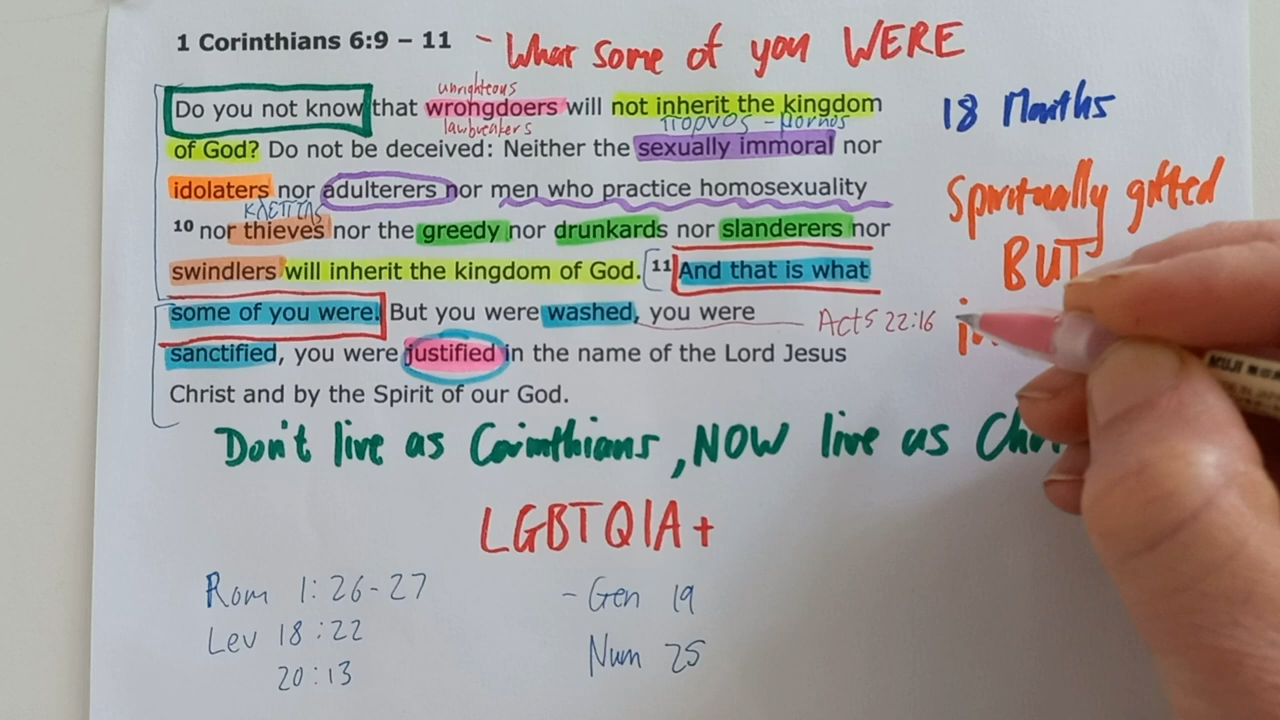 1 Corinthians 6:9 – 11 - What some of you WERE
unrighteous
Do you not know that wrongdoers will not inherit the kingdom
18 Months
lawbreakers πορνος - pornos
of God? Do not be deceived: Neither the sexually immoral nor
idolaters nor adulterers nor men who practice homosexuality
Spiritually gifted
κλεπτης
10 nor thieves nor the greedy nor drunkards nor slanderers nor
BUT
swindlers will inherit the kingdom of God. 11 And that is what
some of you were. But you were washed, you were
Acts 22:16
sanctified, you were justified in the name of the Lord Jesus
Christ and by the Spirit of our God.
Don't live as Corinthians, NOW live as
LGBTQIA+
Rom 1:26-27
Lev 18:22
20:13
- Gen 19
Num 25
MUJI